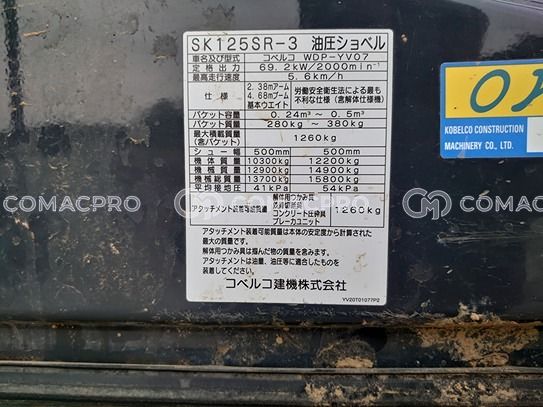 SK125SR-3 油圧ショベル
車名及び型式 コベルコ WDP-YV07
定格出力 69.2kW/2000min⁻¹
最高走行速度 5.6km/h
仕様 2.38mアーム 4.68mブーム 基本ウエイト 労働安全衛生法による最も不利な仕様(含解体仕様機)
バケット容量 0.24m³ ~ 0.5m³
バケット質量 280kg ~ 380kg
最大積載質量(含バケット) 1260kg
シュー幅 500mm 500mm
機体質量 10300kg 12200kg
機械質量 12900kg 14900kg
機械総質量 13700kg 15800kg
平均接地圧 41kPa 54kPa
アタッチメント装着可能質量 解体用つかみ具 鉄骨切断機 コンクリート圧砕具 ブレーカユニット 1260kg
アタッチメント装着可能質量は本体の安定度から計算された
最大の質量です。
解体用つかみ具は掴んだ物の質量を含みます。
アタッチメントは油量、油圧等に適合したものを
装着してください。
コベルコ建機株式会社
YV20T01077P2
KOBELCO CONSTRUCTION
MACHINERY CO., LTD.
COMACPRO
COMACPRO
COMACPRO